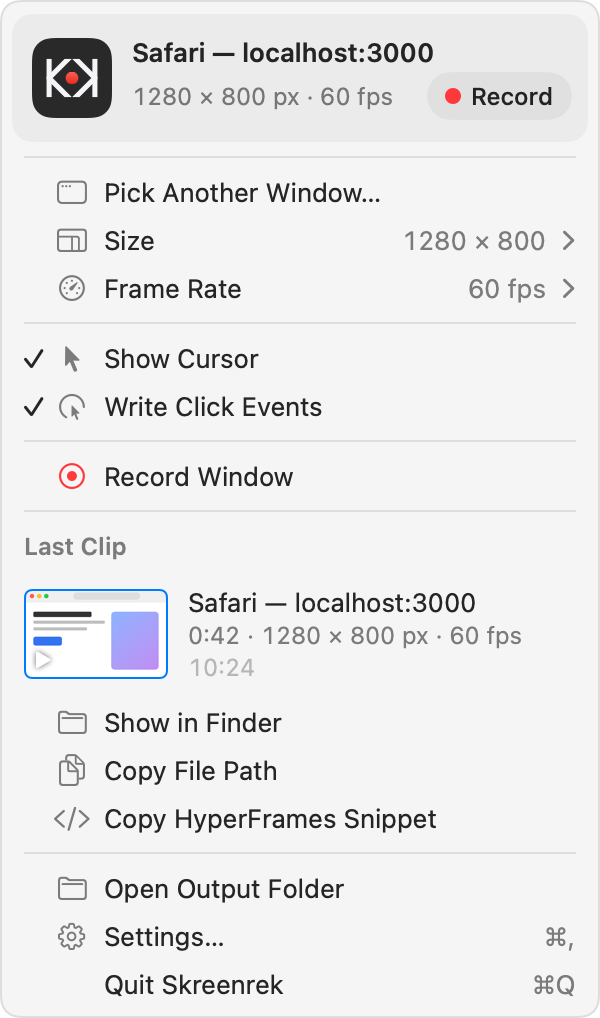 Safari — localhost:3000
1280 × 800 px · 60 fps
Record
Pick Another Window...
Size 1280 × 800
Frame Rate 60 fps
Show Cursor
Write Click Events
Record Window
Last Clip
Safari — localhost:3000
0:42 · 1280 × 800 px · 60 fps
10:24
Show in Finder
Copy File Path
Copy HyperFrames Snippet
Open Output Folder
Settings... ⌘,
Quit Skreenrek ⌘Q